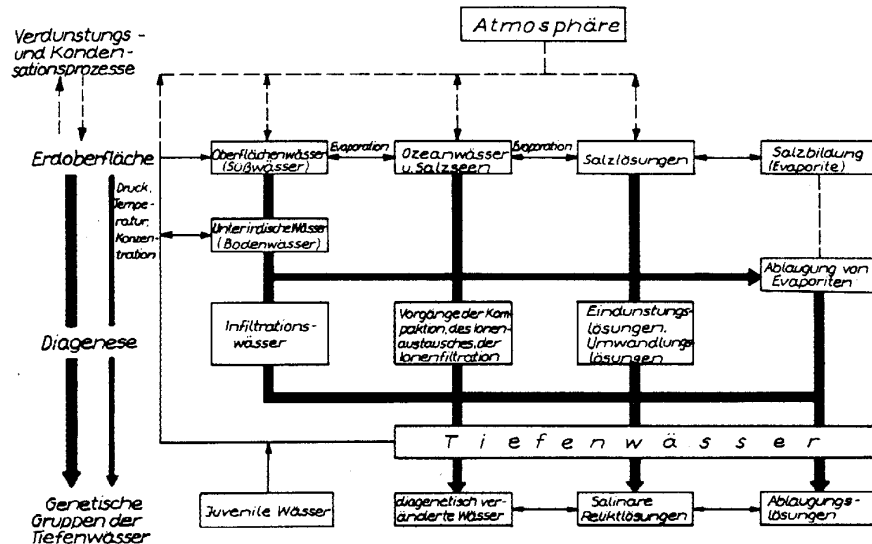 Atmosphäre
Verdunstungs-
und Konden-
sationsprozesse
Erdoberfläche
Oberflächenwässer
(Süßwässer)
Evaporation
Ozeanwässer
u. Salzseen
Evaporation
Salzlösungen
Salzbildung
(Evaporite)
Druck,
Tempe-
ratur,
Konzen-
tration
Unterirdische Wässer
(Bodenwässer)
Ablaugung von
Evaporiten
Diagenese
Infiltrations-
wässer
Vorgänge der Kom-
paktion, des Ionen-
austausches, der
Ionenfiltration
Eindunstungs-
lösungen,
Umwandlungs-
lösungen
Tiefenwässer
Genetische
Gruppen der
Tiefenwässer
Juvenile Wässer
diagenetisch ver-
änderte Wässer
Salinare
Reliktlösungen
Ablaugungs-
lösungen